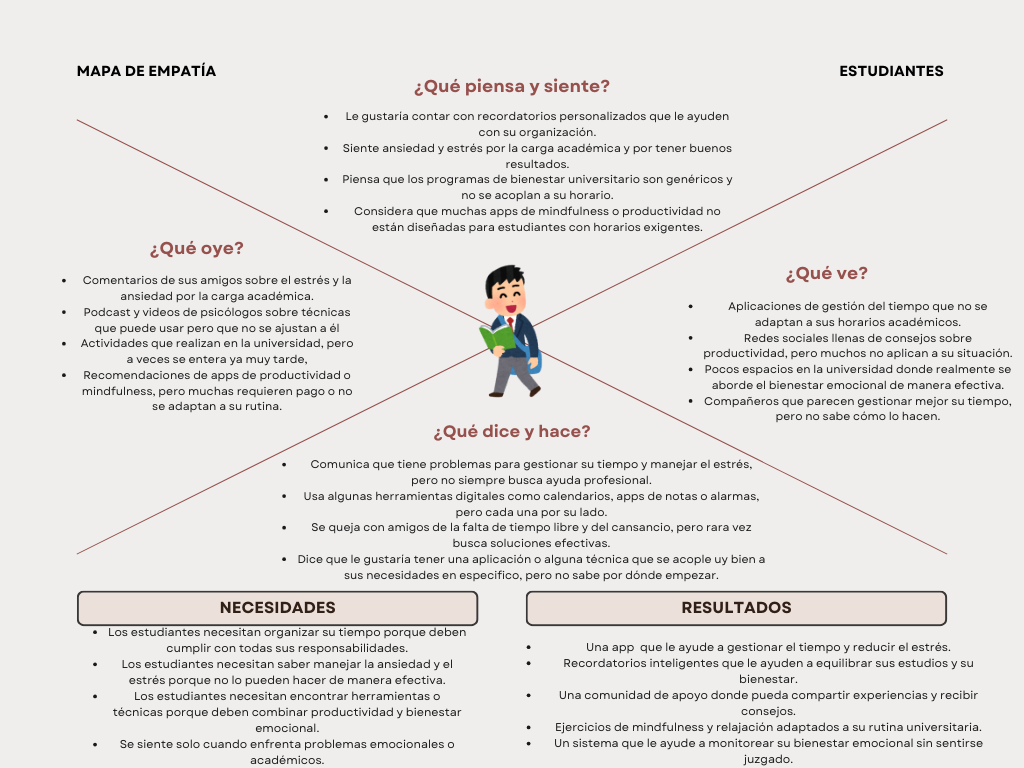 MAPA DE EMPATÍA
ESTUDIANTES
¿Qué piensa y siente?
• Le gustaría contar con recordatorios personalizados que le ayuden
con su organización.
• Siente ansiedad y estrés por la carga académica y por tener buenos
resultados.
• Piensa que los programas de bienestar universitario son genéricos y
no se acoplan a su horario.
• Considera que muchas apps de mindfulness o productividad no
están diseñadas para estudiantes con horarios exigentes.
¿Qué oye?
• Comentarios de sus amigos sobre el estrés y la
ansiedad por la carga académica.
• Podcast y videos de psicólogos sobre técnicas
que puede usar pero que no se ajustan a él
• Actividades que realizan en la universidad, pero
a veces se entera ya muy tarde,
• Recomendaciones de apps de productividad o
mindfulness, pero muchas requieren pago o no
se adaptan a su rutina.
¿Qué ve?
• Aplicaciones de gestión del tiempo que no se
adaptan a sus horarios académicos.
• Redes sociales llenas de consejos sobre
productividad, pero muchos no aplican a su situación.
• Pocos espacios en la universidad donde realmente se
aborde el bienestar emocional de manera efectiva.
• Compañeros que parecen gestionar mejor su tiempo,
pero no sabe cómo lo hacen.
¿Qué dice y hace?
• Comunica que tiene problemas para gestionar su tiempo y manejar el estrés,
pero no siempre busca ayuda profesional.
• Usa algunas herramientas digitales como calendarios, apps de notas o alarmas,
pero cada una por su lado.
• Se queja con amigos de la falta de tiempo libre y del cansancio, pero rara vez
busca soluciones efectivas.
• Dice que le gustaría tener una aplicación o alguna técnica que se acople uy bien a
sus necesidades en especifico, pero no sabe por dónde empezar.
NECESIDADES
• Los estudiantes necesitan organizar su tiempo porque deben
cumplir con todas sus responsabilidades.
• Los estudiantes necesitan saber manejar la ansiedad y el
estrés porque no lo pueden hacer de manera efectiva.
• Los estudiantes necesitan encontrar herramientas o
técnicas porque deben combinar productividad y bienestar
emocional.
• Se siente solo cuando enfrenta problemas emocionales o
académicos.
RESULTADOS
• Una app que le ayude a gestionar el tiempo y reducir el estrés.
• Recordatorios inteligentes que le ayuden a equilibrar sus estudios y su
bienestar.
• Una comunidad de apoyo donde pueda compartir experiencias y recibir
consejos.
• Ejercicios de mindfulness y relajación adaptados a su rutina universitaria.
• Un sistema que le ayude a monitorear su bienestar emocional sin sentirse
juzgado.